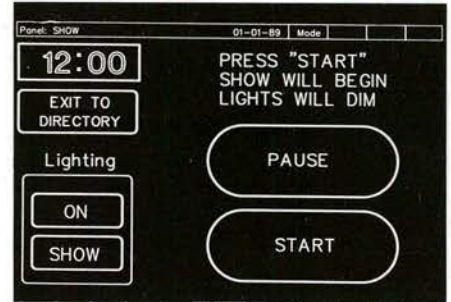 Panel: SHOW 01-01-89 Mode
12:00
PRESS "START"
SHOW WILL BEGIN
LIGHTS WILL DIM
EXIT TO
DIRECTORY
Lighting
ON
SHOW
PAUSE
START